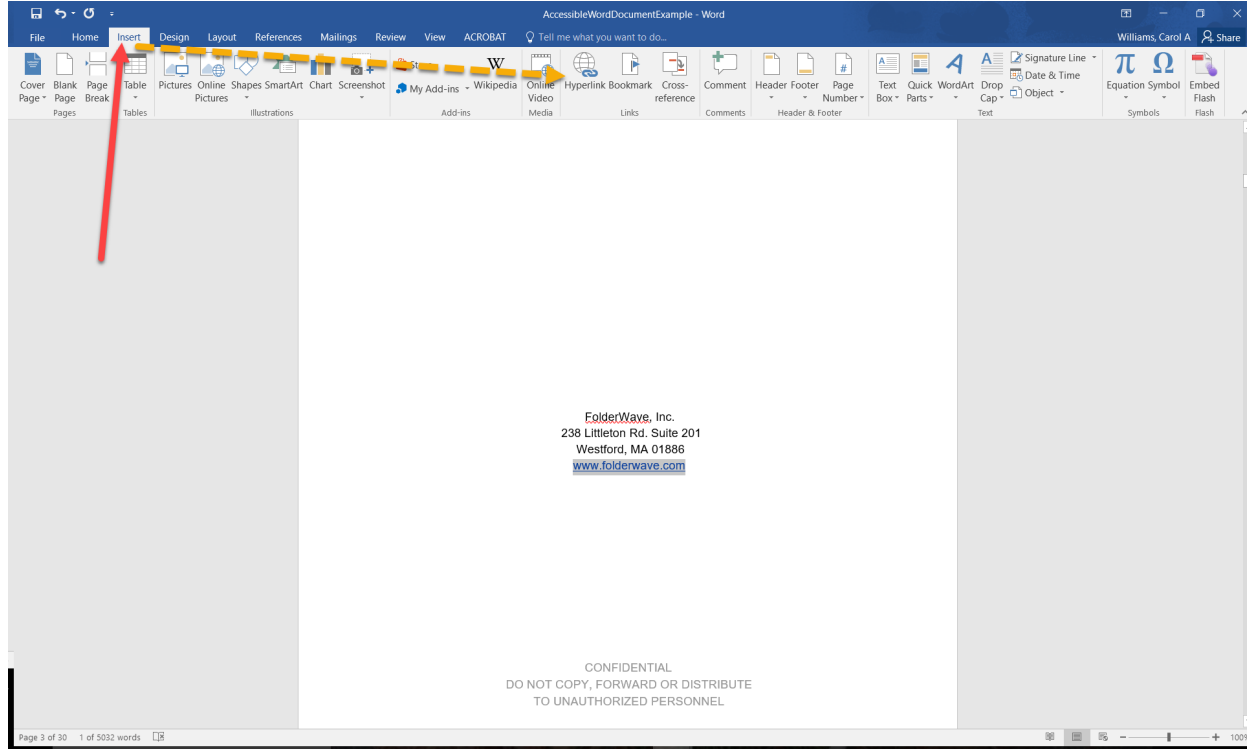 AccessibleWordDocumentExample - Word
File Home Insert Design Layout References Mailings Review View ACROBAT Tell me what you want to do... Williams, Carol A Share
Cover Page Blank Page Page Break Table Pictures Online Pictures Shapes SmartArt Chart Screenshot
My Add-ins Wikipedia Online Video Hyperlink Bookmark Cross-reference Comment Header Footer Page Number
Text Box Quick Parts WordArt Drop Cap Signature Line
Date & Time
Object
Equation Symbol Embed Flash
Pages Tables Illustrations Add-ins Media Links Comments Header & Footer Text Symbols Flash
FolderWave, Inc.
238 Littleton Rd. Suite 201
Westford, MA 01886
www.folderwave.com
CONFIDENTIAL
DO NOT COPY, FORWARD OR DISTRIBUTE
TO UNAUTHORIZED PERSONNEL
Page 3 of 30 1 of 5032 words 100%